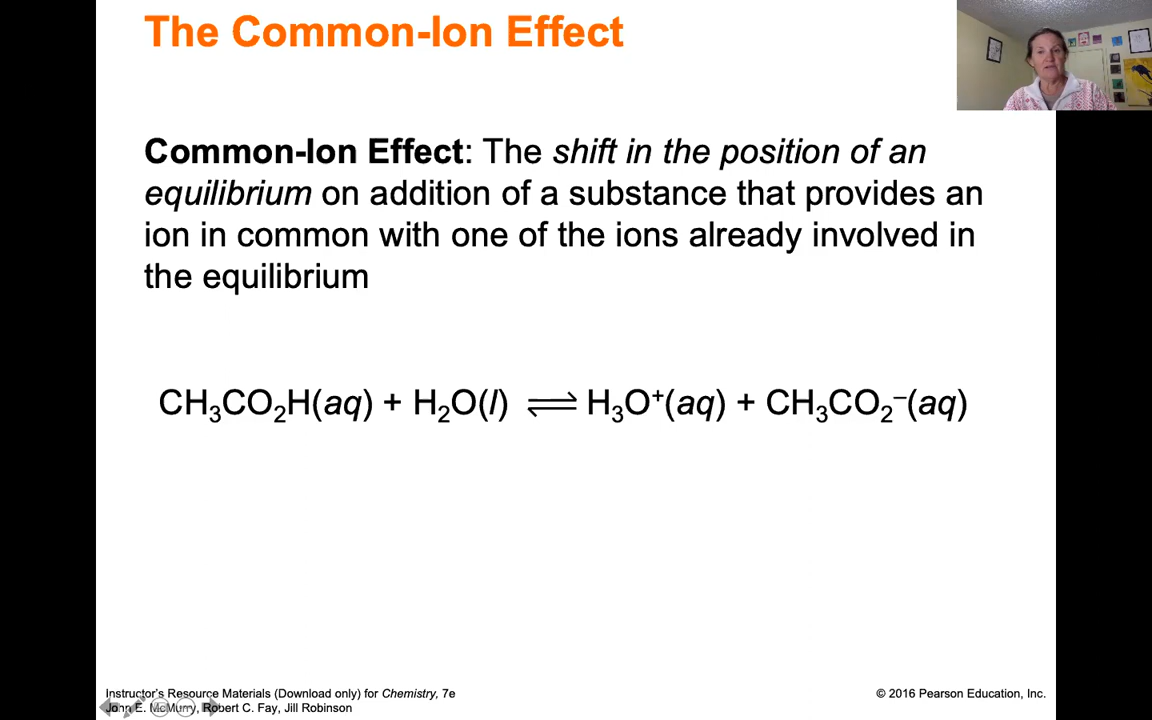 The Common-Ion Effect
Common-Ion Effect: The shift in the position of an
equilibrium on addition of a substance that provides an
ion in common with one of the ions already involved in
the equilibrium
CH₃CO₂H(aq) + H₂O(l) ⇌ H₃O⁺(aq) + CH₃CO₂⁻(aq)
Instructor's Resource Materials (Download only) for Chemistry, 7e
John E. McMurry, Robert C. Fay, Jill Robinson
© 2016 Pearson Education, Inc.